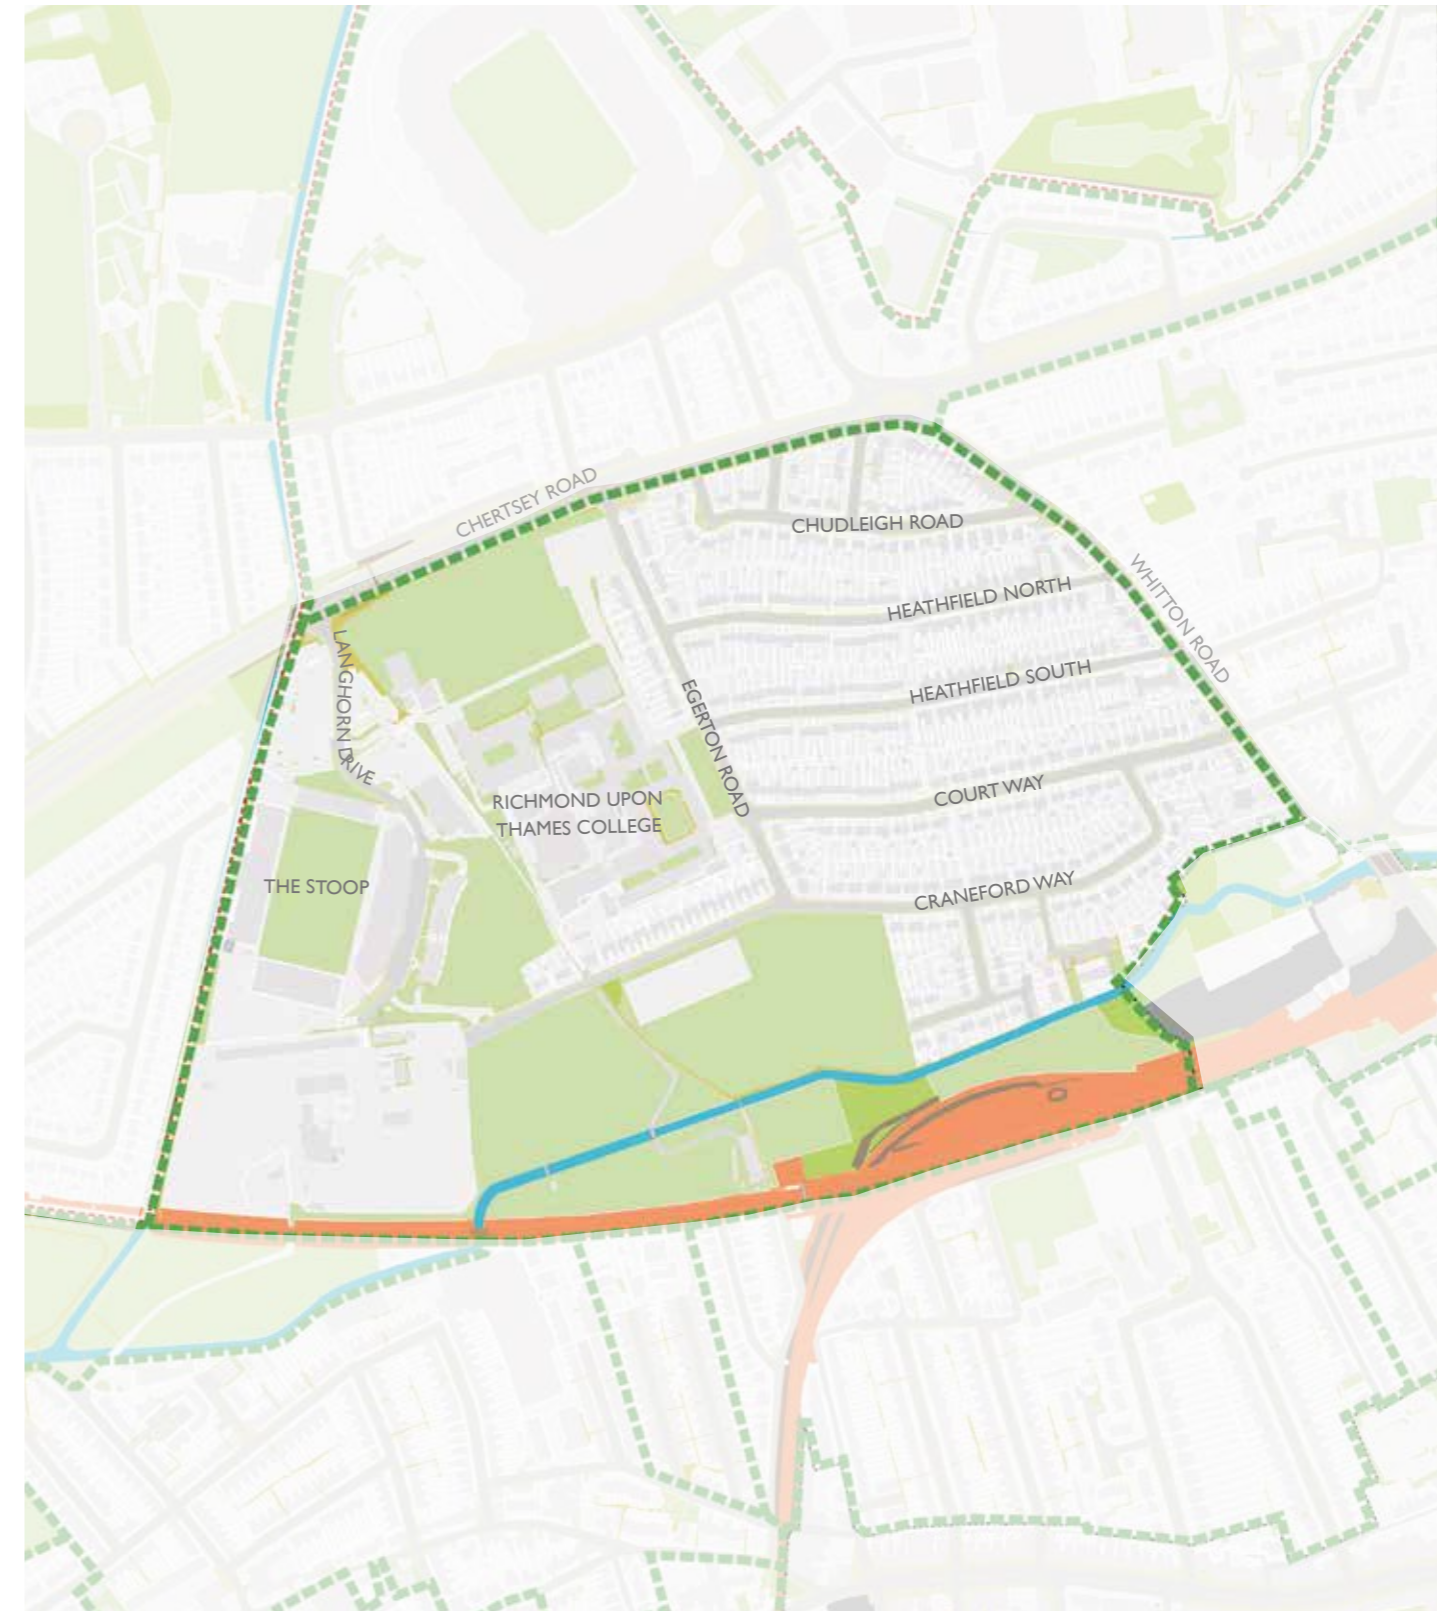 CHERTSEY ROAD
CHUDLEIGH ROAD
WHITTON ROAD
HEATHFIELD NORTH
LANGHORN DRIVE
HEATHFIELD SOUTH
EGERTON ROAD
COURT WAY
RICHMOND UPON
THAMES COLLEGE
THE STOOP
CRANEFORD WAY